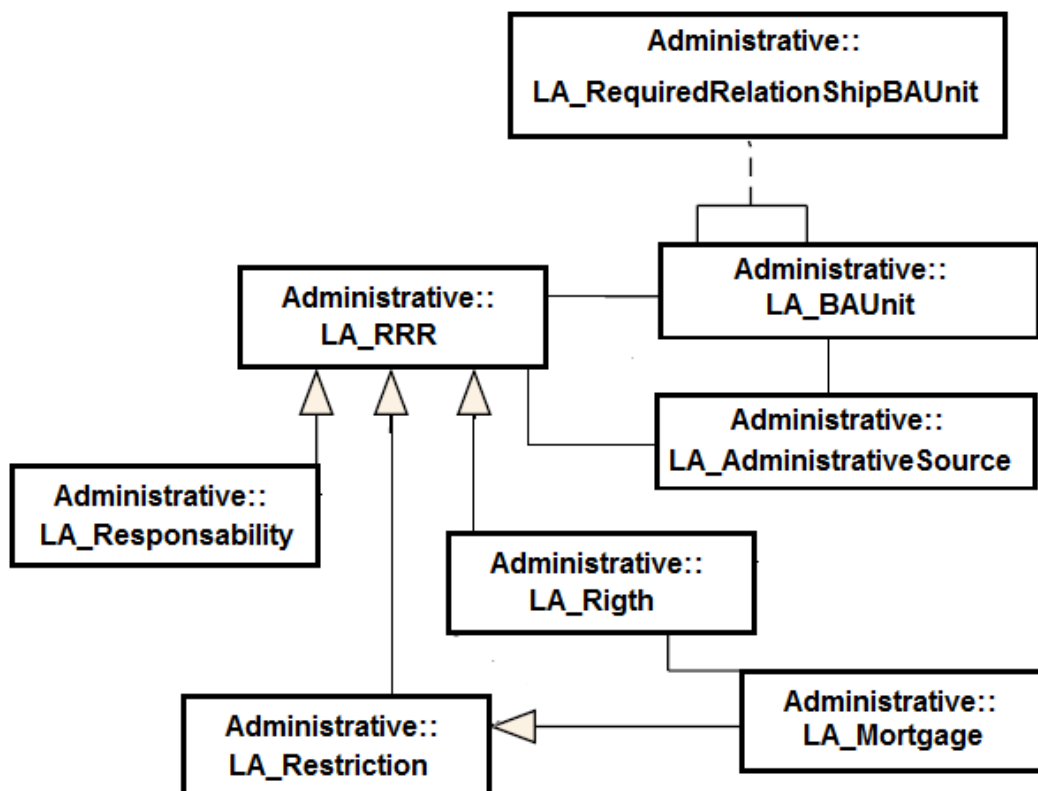 Administrative::
LA_RequiredRelationShipBAUnit
Administrative::
LA_BAUnit
Administrative::
LA_RRR
Administrative::
LA_AdministrativeSource
Administrative::
LA_Responsability
Administrative::
LA_Rigth
Administrative::
LA_Mortgage
Administrative::
LA_Restriction